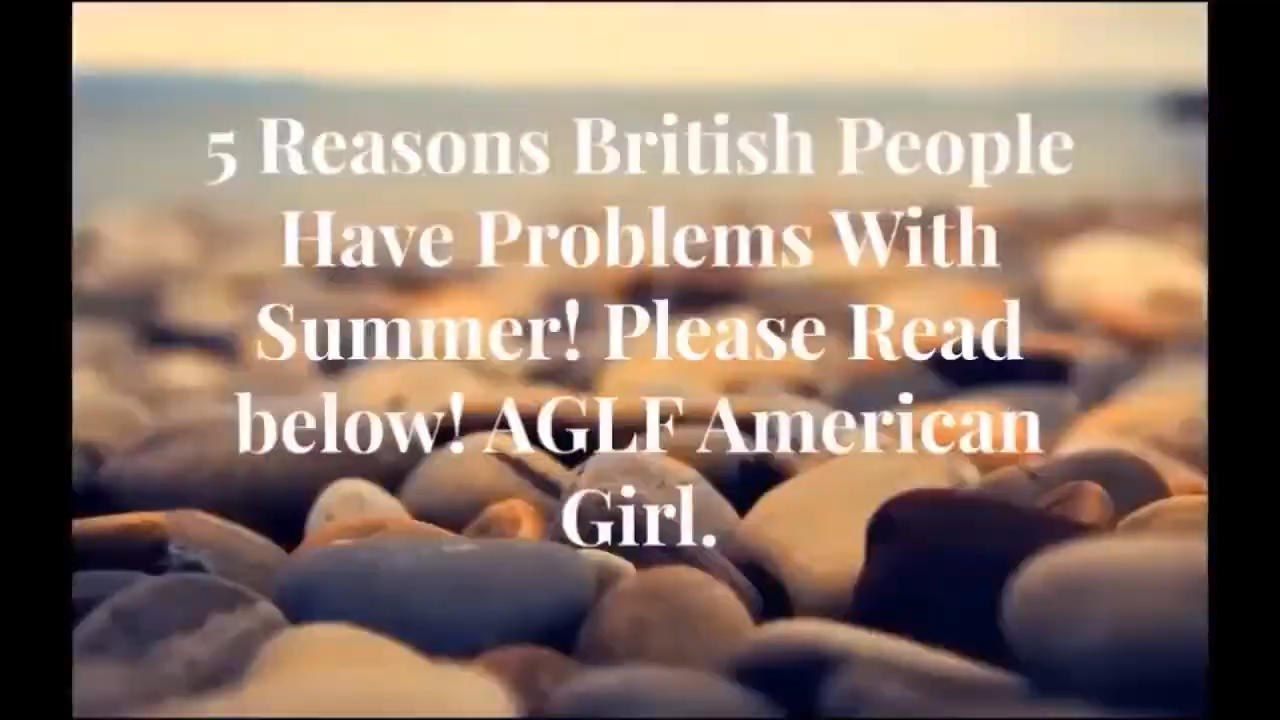 5 Reasons British People
Have Problems With
Summer! Please Read
below! AGLF American
Girl.